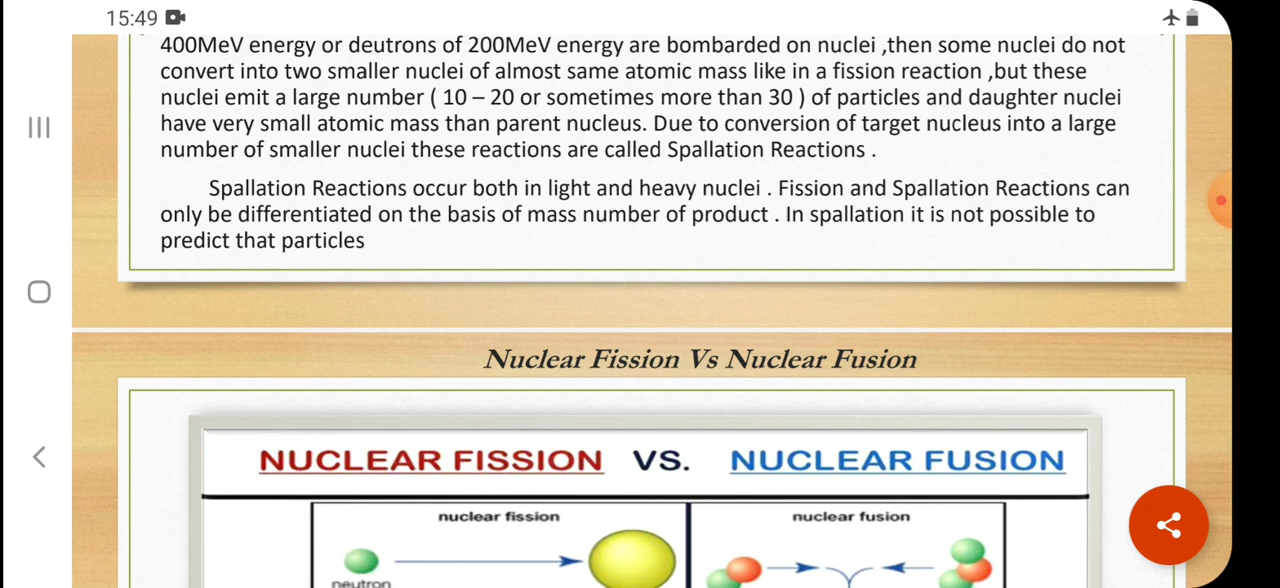 15:49
400MeV energy or deutrons of 200MeV energy are bombarded on nuclei ,then some nuclei do not
convert into two smaller nuclei of almost same atomic mass like in a fission reaction ,but these
nuclei emit a large number ( 10 – 20 or sometimes more than 30 ) of particles and daughter nuclei
have very small atomic mass than parent nucleus. Due to conversion of target nucleus into a large
number of smaller nuclei these reactions are called Spallation Reactions .
Spallation Reactions occur both in light and heavy nuclei . Fission and Spallation Reactions can
only be differentiated on the basis of mass number of product . In spallation it is not possible to
predict that particles
Nuclear Fission Vs Nuclear Fusion
NUCLEAR FISSION VS. NUCLEAR FUSION
nuclear fission nuclear fusion
neutron